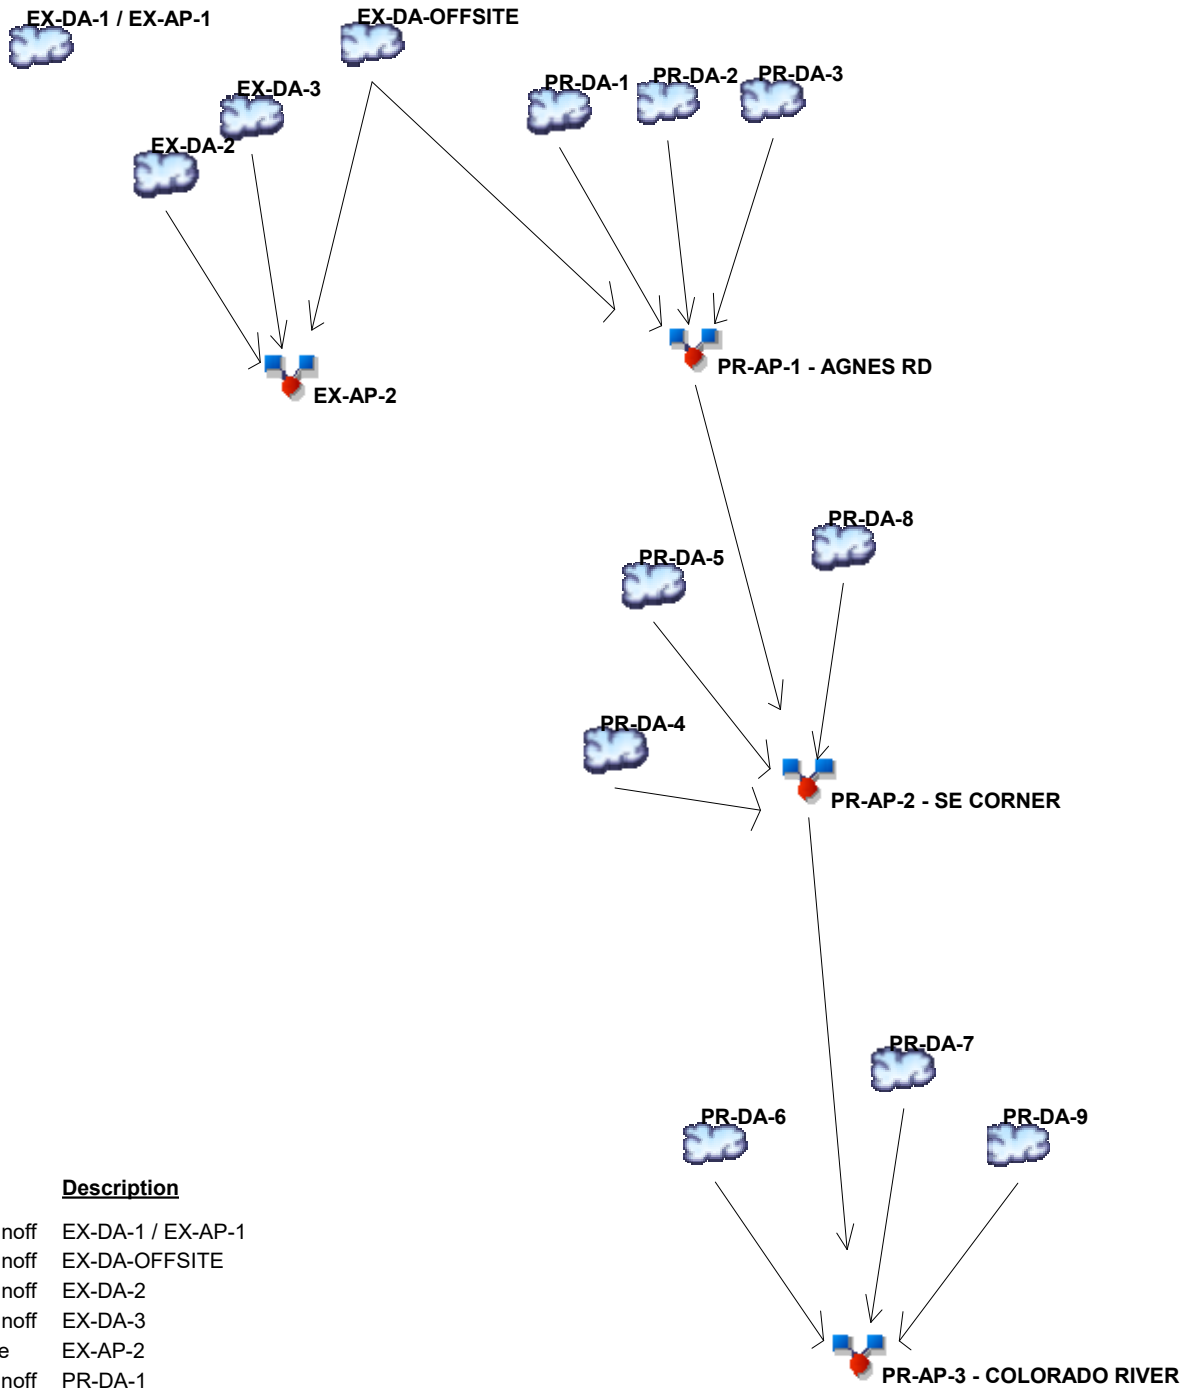 EX-DA-1 / EX-AP-1
EX-DA-OFFSITE
EX-DA-3
EX-DA-2
PR-DA-1
PR-DA-2
PR-DA-3
PR-AP-1 - AGNES RD
EX-AP-2
PR-DA-8
PR-DA-5
PR-DA-4
PR-AP-2 - SE CORNER
PR-DA-7
PR-DA-6
PR-DA-9
PR-AP-3 - COLORADO RIVER
Description
noff EX-DA-1 / EX-AP-1
noff EX-DA-OFFSITE
noff EX-DA-2
noff EX-DA-3
e EX-AP-2
noff PR-DA-1